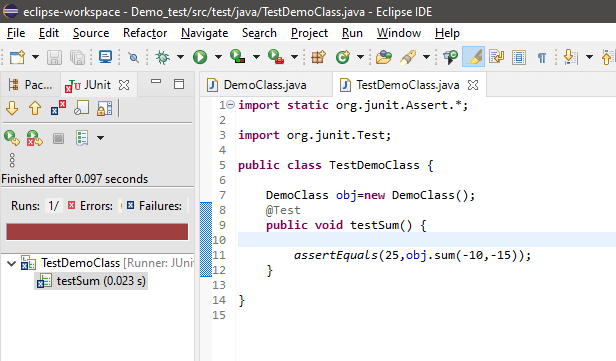 eclipse-workspace - Demo_test/src/test/java/TestDemoClass.java - Eclipse IDE
File Edit Source Refactor Navigate Search Project Run Window Help
Pac... JUnit
DemoClass.java TestDemoClass.java
Finished after 0.097 seconds
Runs: 1/ Errors: Failures:
TestDemoClass [Runner: JUni
testSum (0.023 s)
1 import static org.junit.Assert.*;
2
3 import org.junit.Test;
4
5 public class TestDemoClass {
6
7 DemoClass obj=new DemoClass();
8 @Test
9 public void testSum() {
10
11 assertEquals(25,obj.sum(-10,-15));
12 }
13
14 }
15